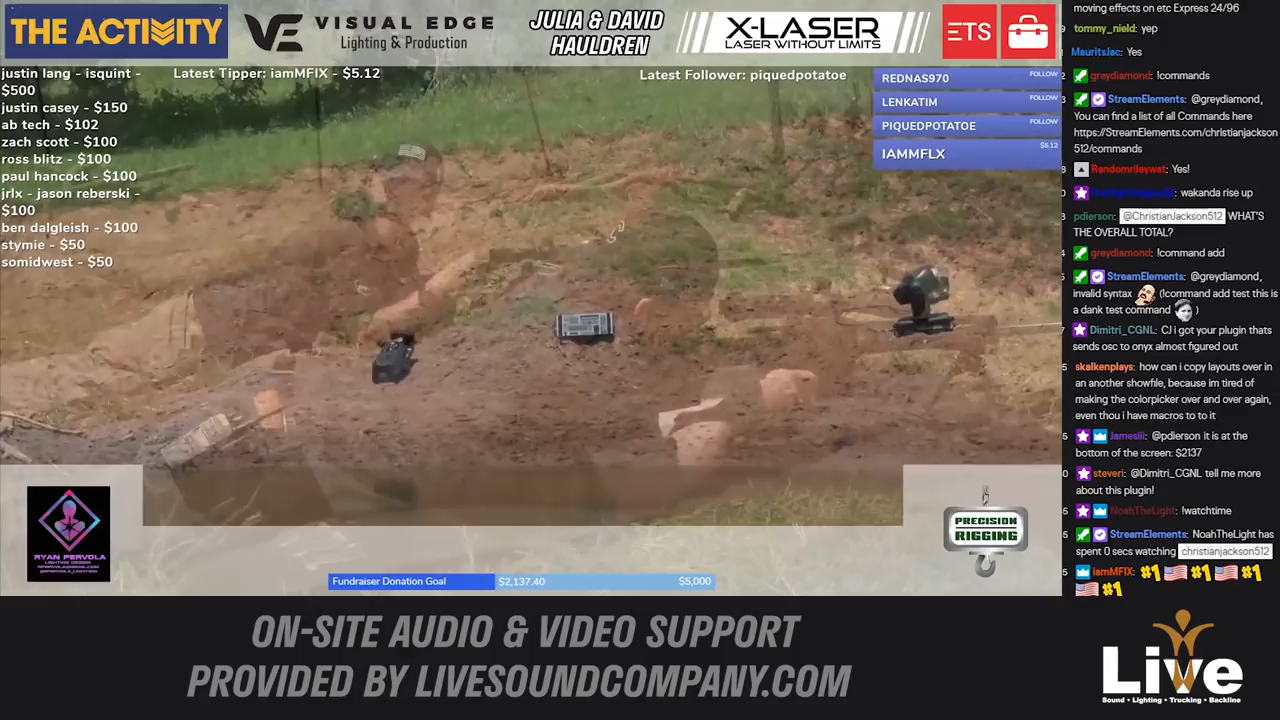 THE ACTIVITY
VISUAL EDGE
Lighting & Production
JULIA & DAVID
HAULDREN
X-LASER
LASER WITHOUT LIMITS
ETS
justin lang - isquint -
$500
justin casey - $150
ab tech - $102
zach scott - $100
ross blitz - $100
paul hancock - $100
jrlx - jason reberski -
$100
ben dalgleish - $100
stymie - $50
somidwest - $50
Latest Tipper: iamMFIX - $5.12
Latest Follower: piquedpotatoe
REDNAS970 FOLLOW
LENKATIM FOLLOW
PIQUEDPOTATOE FOLLOW
IAMMFLX $5.12
RYAN PERVOLA
LIGHTING DESIGN
PRECISION
RIGGING
Fundraiser Donation Goal $2,137.40 $5,000
moving effects on etc Express 24/96
tommy_nield: yep
MauritsJac: Yes
greydiamond: !commands
StreamElements: @greydiamond,
You can find a list of all Commands here
https://StreamElements.com/christianjackson
512/commands
Randomrileywat: Yes!
wakanda rise up
pdierson: @ChristianJackson512 WHAT'S
THE OVERALL TOTAL?
greydiamond: !command add
StreamElements: @greydiamond,
invalid syntax (!command add test this is
a dank test command )
Dimitri_CGNL: CJ i got your plugin thats
sends osc to onyx almost figured out
skalkenplays: how can i copy layouts over in
an another showfile, because im tired of
making the colorpicker over and over again,
even thou i have macros to to it
Jamesiii: @pdierson it is at the
bottom of the screen: $2137
steveri: @Dimitri_CGNL tell me more
about this plugin!
NoahTheLight: !watchtime
StreamElements: NoahTheLight has
spent 0 secs watching christianjackson512
iamMFIX: #1 #1 #1
#1
ON-SITE AUDIO & VIDEO SUPPORT
PROVIDED BY LIVESOUNDCOMPANY.COM
Live
Sound • Lighting • Trucking • Backline